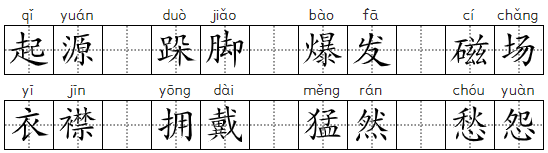 qǐ yuán duò jiǎo bào fā cí chǎng
起源 跺脚 爆发 磁场
yī jīn yōng dài měng rán chóu yuàn
衣襟 拥戴 猛然 愁怨